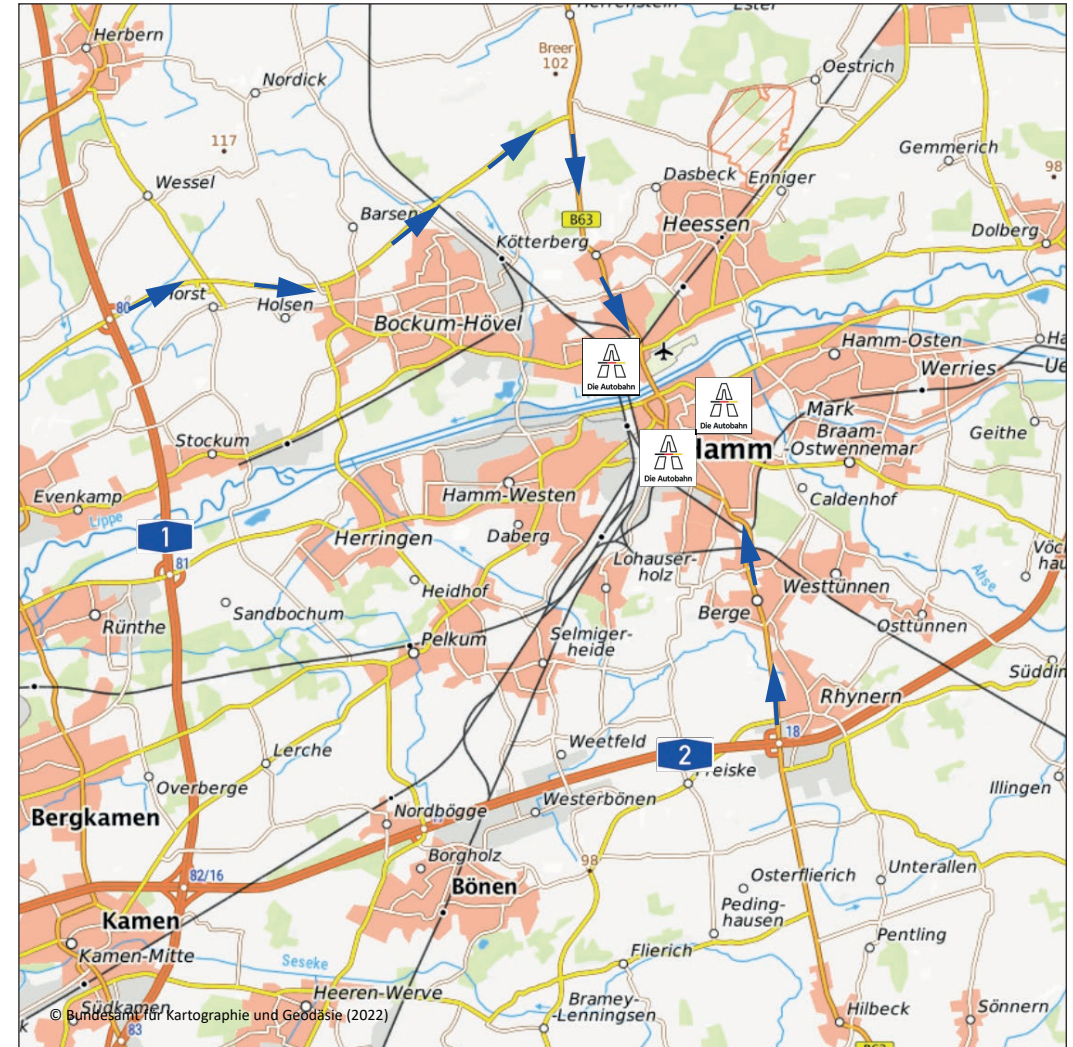 Herrenstein
Ester
Herbern
Breer
102
Oestrich
Nordick
117
Gemmerich
98
Wessel
Dasbeck
Enniger
Barsen
B63
Heessen
Dolberg
Kötterberg
80
Horst
Holsen
Bockum-Hövel
Hamm-Osten
Die Autobahn
Werries
Die Autobahn
Mark
Stockum
Braam-
-Ostwennemar
Geithe
Hamm
Die Autobahn
Evenkamp
Hamm-Westen
Caldenhof
Lippe
1
Herringen
Daberg
81
Lohauser-
holz
Ahse
Heidhof
Westtünnen
Sandbochum
Berge
Rünthe
Osttünnen
Pelkum
Selmiger-
heide
Rhynern
18
Lerche
Weetfeld
2
Freiske
Overberge
Illingen
Westerbönen
Nordbögge
Bergkamen
Borgholz
98
82/16
Bönen
Osterflierich
Unterallen
Peding-
hausen
Kamen
Pentling
Kamen-Mitte
Flierich
Seseke
Heeren-Werve
Bramey-
-Lenningsen
Südkamen
Hilbeck
Sönnern
© Bundesamt für Kartographie und Geodäsie (2022)
83
B63